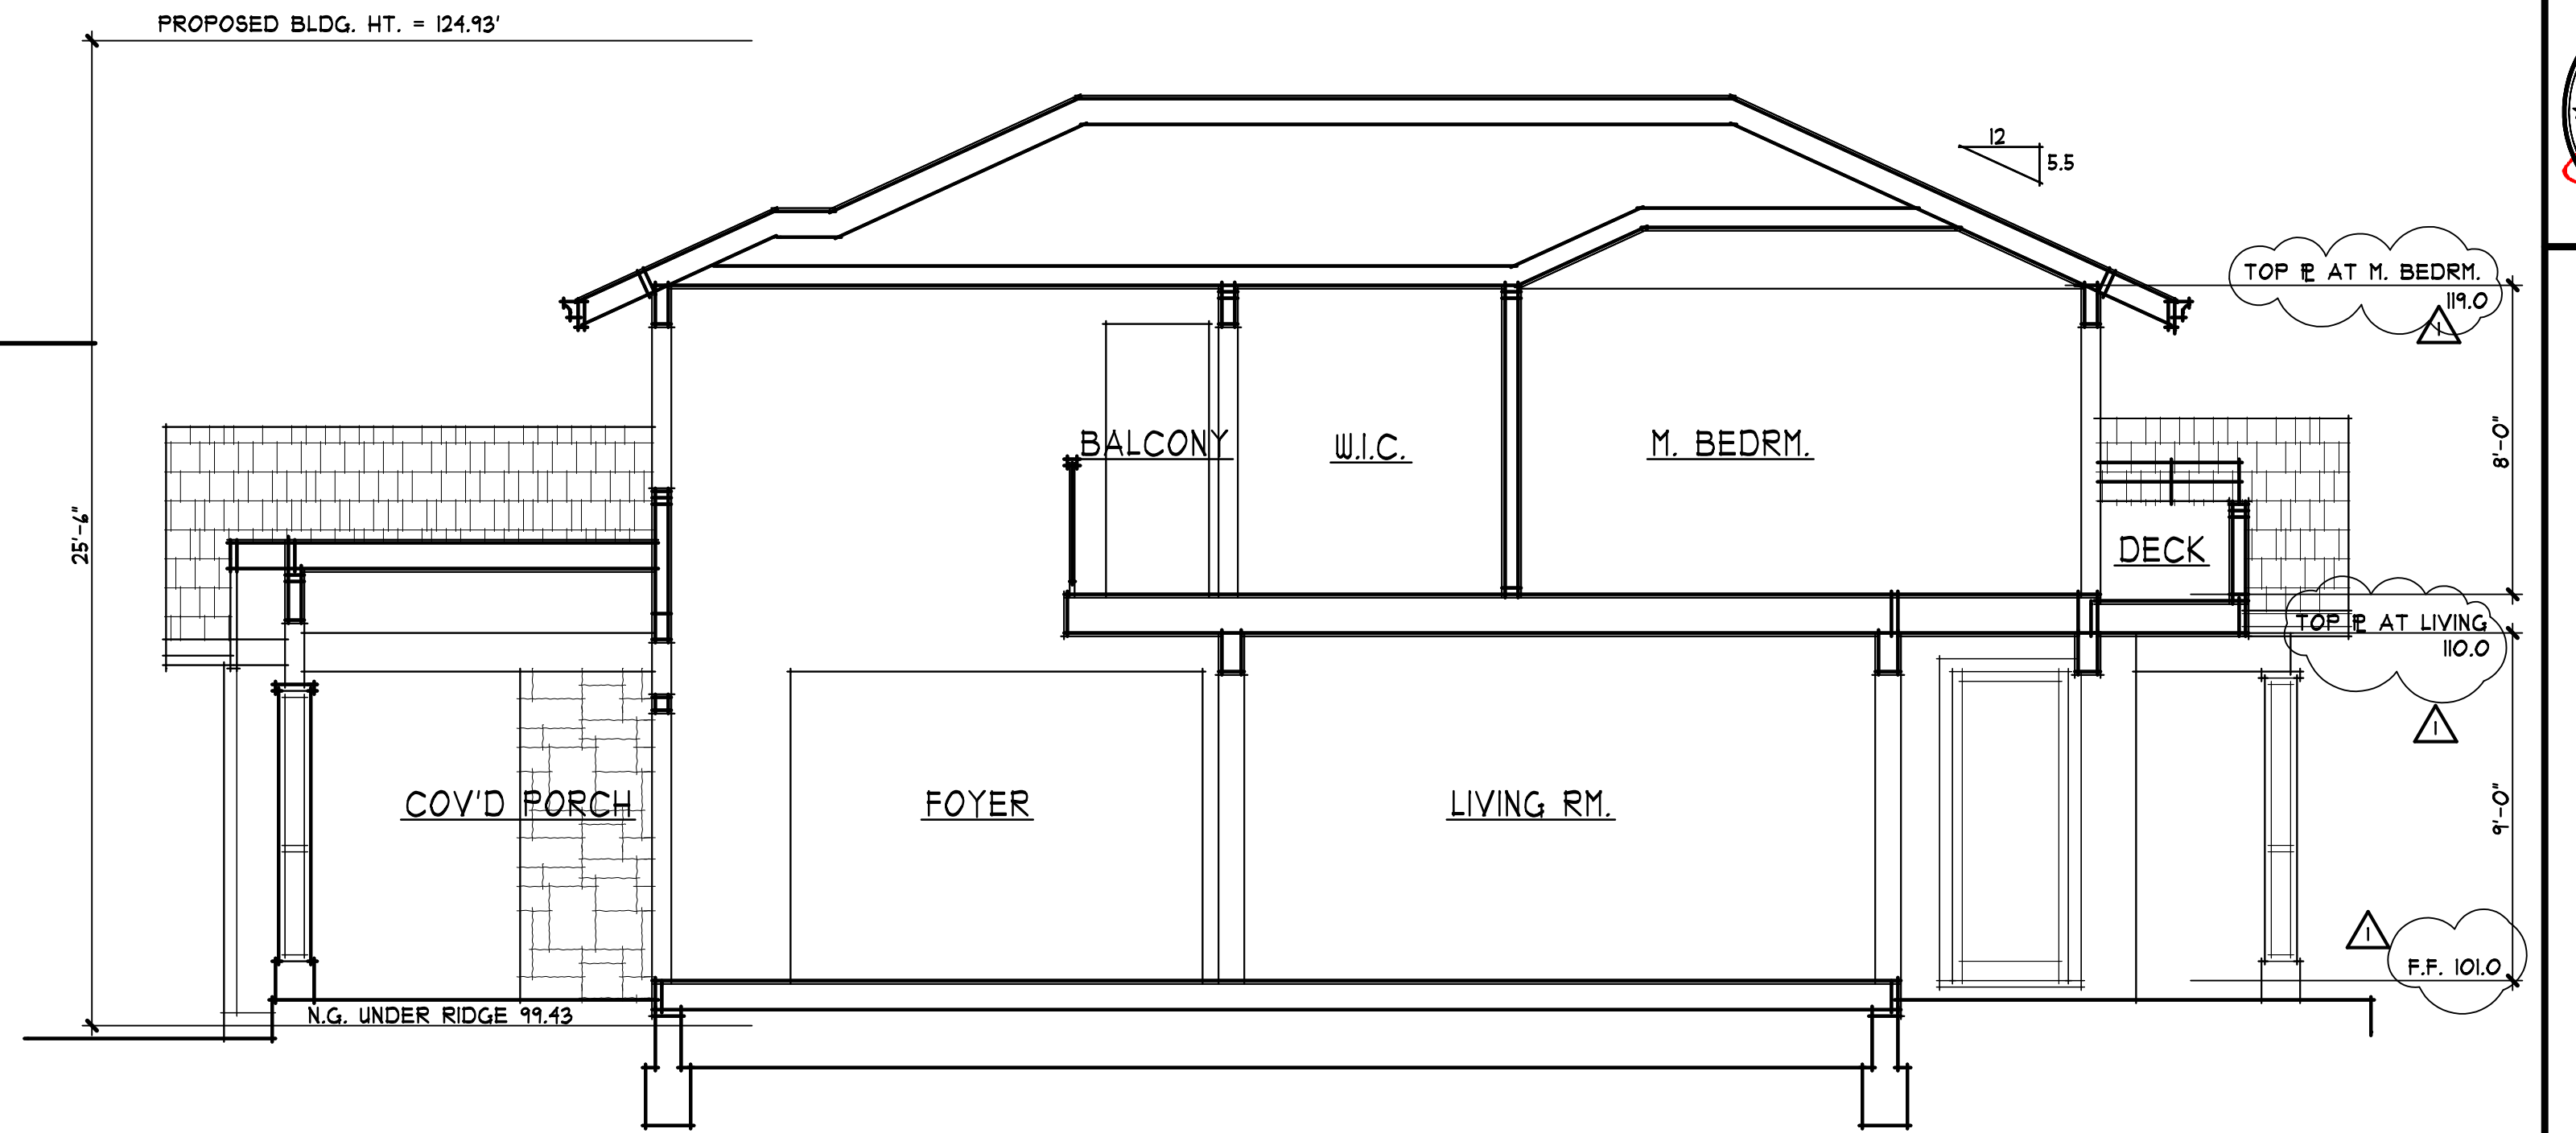 PROPOSED BLDG. HT. = 124.93'
12
5.5
TOP PL AT M. BEDRM.
119.0
1
BALCONY
W.I.C.
M. BEDRM.
8'-0"
25'-6"
DECK
TOP PL AT LIVING
110.0
1
COV'D PORCH
FOYER
LIVING RM.
9'-0"
1
F.F. 101.0
N.G. UNDER RIDGE 99.43